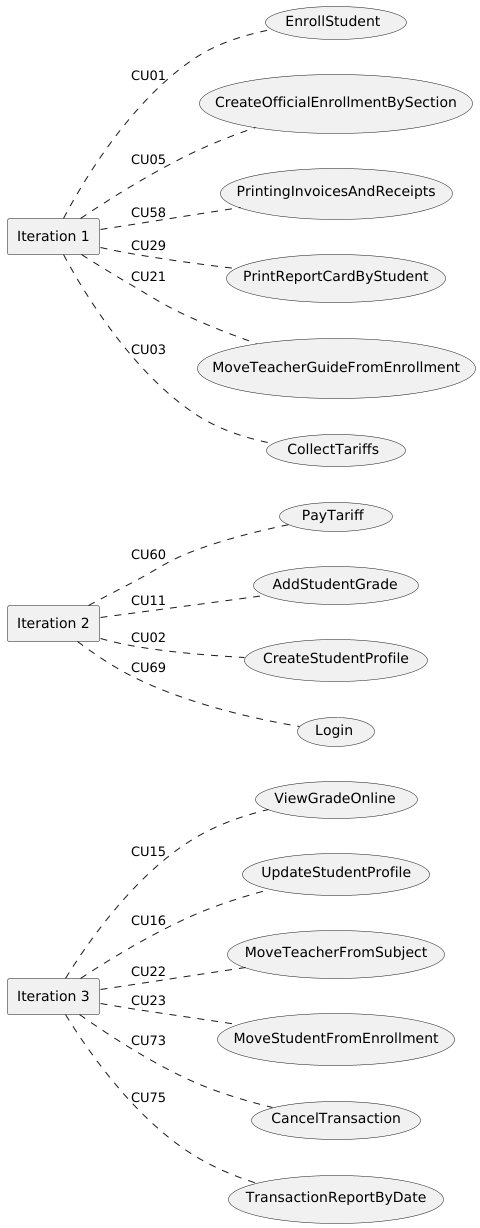 EnrollStudent
CU01
CreateOfficialEnrollmentBySection
CU05
PrintingInvoicesAndReceipts
CU58
Iteration 1
CU29
PrintReportCardByStudent
CU21
CU03
MoveTeacherGuideFromEnrollment
CollectTariffs
PayTariff
CU60
AddStudentGrade
CU11
Iteration 2
CU02
CreateStudentProfile
CU69
Login
ViewGradeOnline
CU15
UpdateStudentProfile
CU16
MoveTeacherFromSubject
CU22
Iteration 3
CU23
MoveStudentFromEnrollment
CU73
CancelTransaction
CU75
TransactionReportByDate